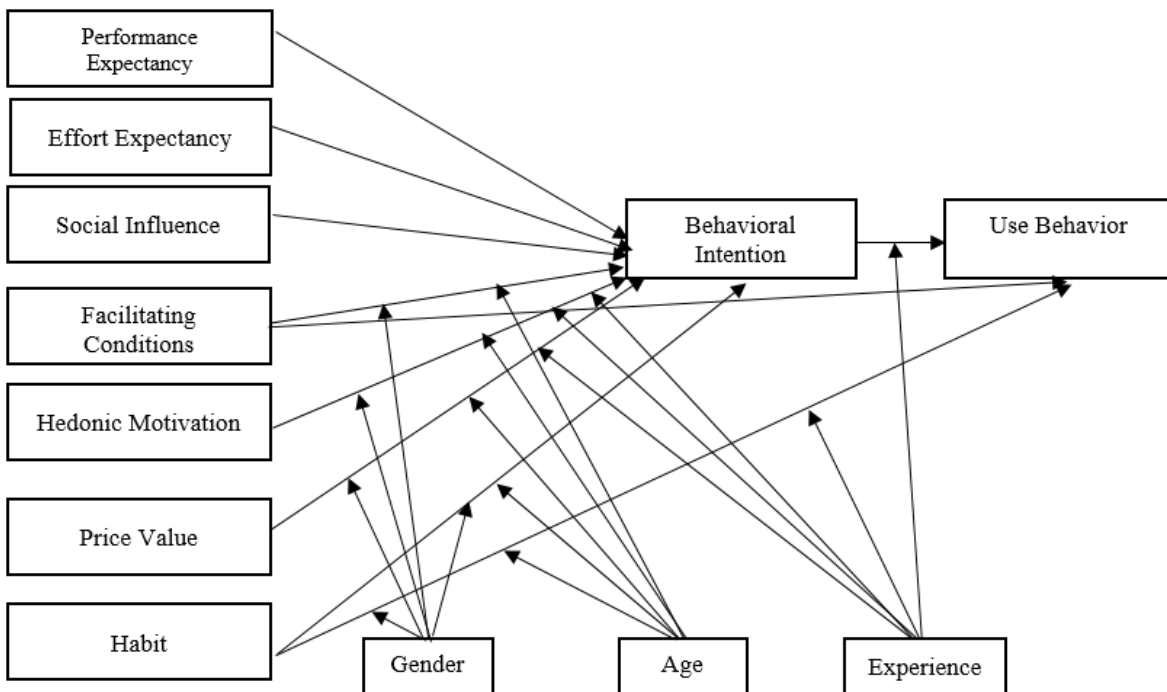 Performance
Expectancy
Effort Expectancy
Social Influence
Facilitating
Conditions
Hedonic Motivation
Price Value
Habit
Behavioral
Intention
Use Behavior
Gender
Age
Experience